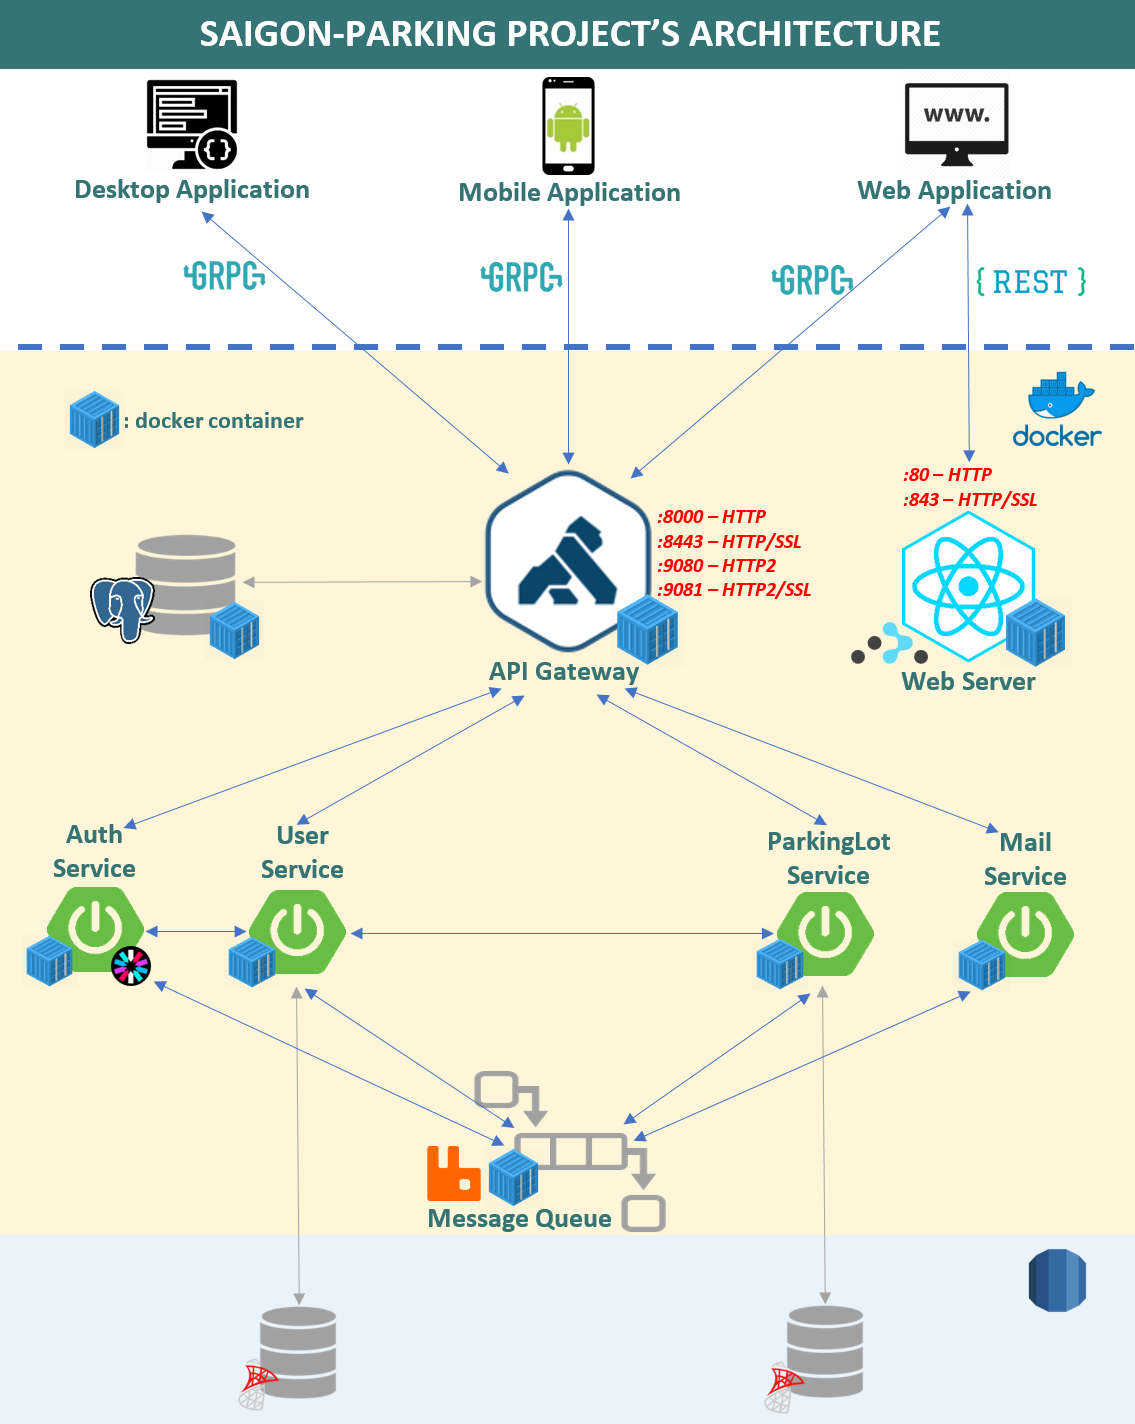 SAIGON-PARKING PROJECT'S ARCHITECTURE
www.
Desktop Application
Mobile Application
Web Application
GRPC
GRPC
GRPC
{ REST }
: docker container
docker
:80 – HTTP
:843 – HTTP/SSL
:8000 – HTTP
:8443 – HTTP/SSL
:9080 – HTTP2
:9081 – HTTP2/SSL
API Gateway
Web Server
Auth
Service
User
Service
ParkingLot
Service
Mail
Service
Message Queue